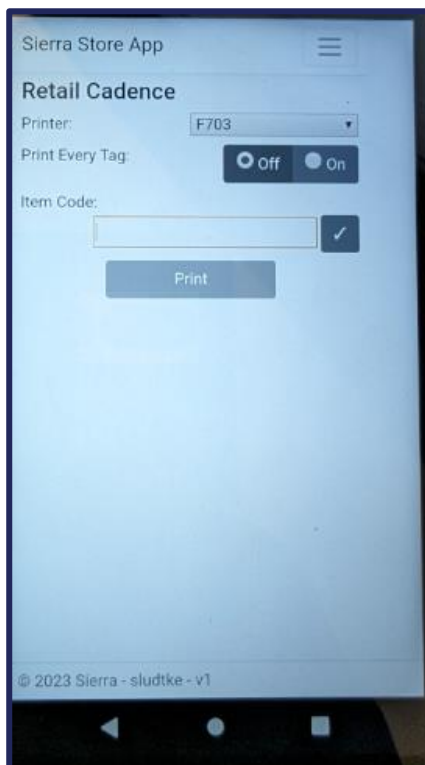 Sierra Store App
Retail Cadence
Printer: F703
Print Every Tag: Off On
Item Code:
Print
© 2023 Sierra - sludtke - v1